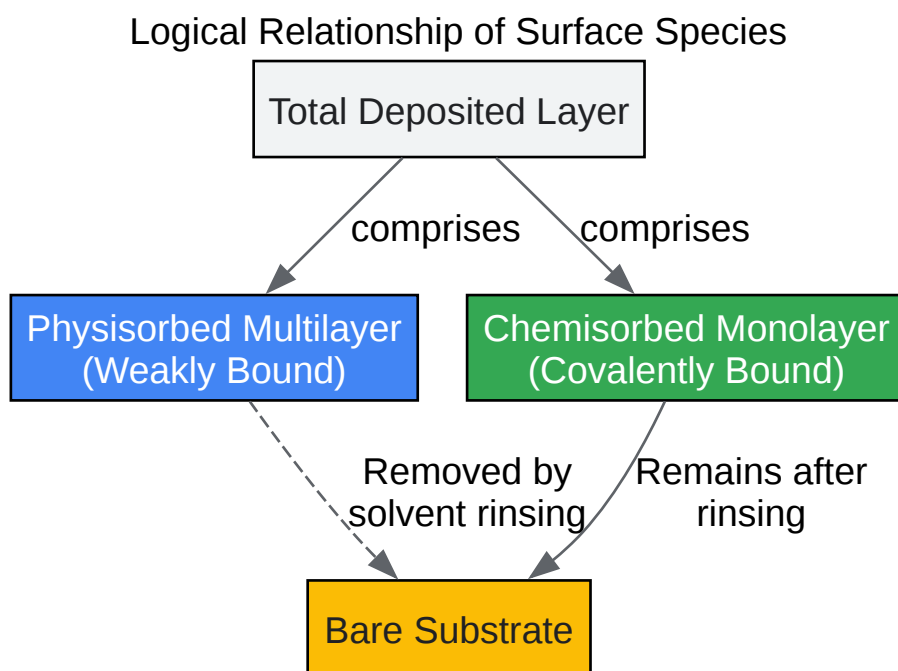 Logical Relationship of Surface Species
Total Deposited Layer
comprises
comprises
Physisorbed Multilayer
(Weakly Bound)
Chemisorbed Monolayer
(Covalently Bound)
Removed by
solvent rinsing
Remains after
rinsing
Bare Substrate